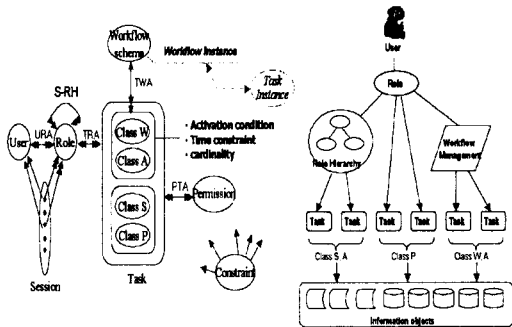 Workflow
schema
Workflow Instance
Task
Instance
TWA
S-RH
User
URA
Role
TRA
Class W
Class A
Class S
Class P
Task
· Activation condition
· Time constraint
· cardinality
PTA
Permission
Constraint
Session
User
Role
Role Hierarchy
Workflow
Management
Task Task Task Task Task Task
Class S, A Class P Class W, A
Information objects